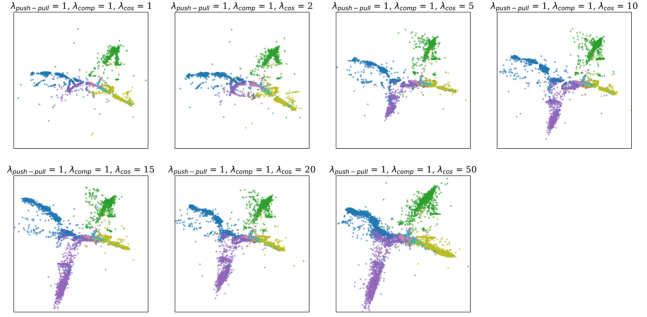 λpush−pull = 1, λcomp = 1, λcos = 1
λpush−pull = 1, λcomp = 1, λcos = 2
λpush−pull = 1, λcomp = 1, λcos = 5
λpush−pull = 1, λcomp = 1, λcos = 10
λpush−pull = 1, λcomp = 1, λcos = 15
λpush−pull = 1, λcomp = 1, λcos = 20
λpush−pull = 1, λcomp = 1, λcos = 50